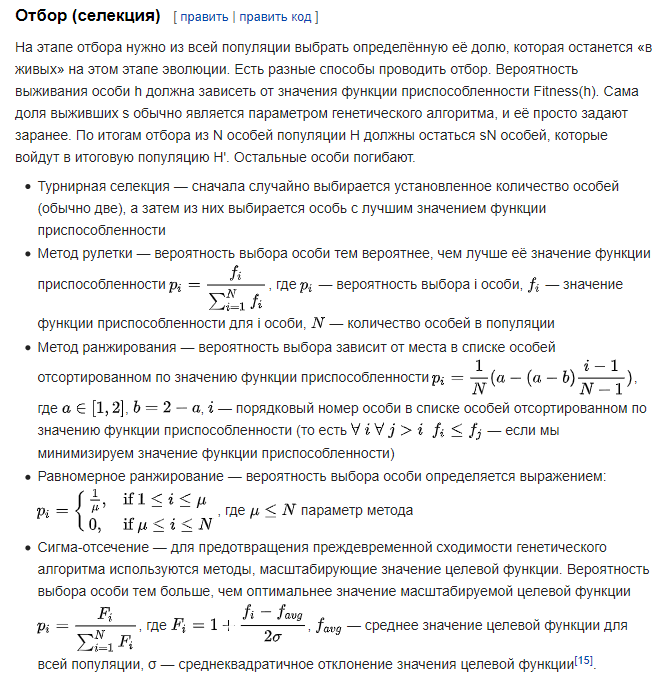 Отбор (селекция) [ править | править код ]
На этапе отбора нужно из всей популяции выбрать определённую её долю, которая останется «в
живых» на этом этапе эволюции. Есть разные способы проводить отбор. Вероятность
выживания особи h должна зависеть от значения функции приспособленности Fitness(h). Сама
доля выживших s обычно является параметром генетического алгоритма, и её просто задают
заранее. По итогам отбора из N особей популяции H должны остаться sN особей, которые
войдут в итоговую популяцию H'. Остальные особи погибают.
• Турнирная селекция — сначала случайно выбирается установленное количество особей
(обычно две), а затем из них выбирается особь с лучшим значением функции
приспособленности
• Метод рулетки — вероятность выбора особи тем вероятнее, чем лучше её значение функции
приспособленности $p_i = \frac{f_i}{\sum_{i=1}^{N} f_i}$, где $p_i$ — вероятность выбора i особи, $f_i$ — значение
функции приспособленности для i особи, $N$ — количество особей в популяции
• Метод ранжирования — вероятность выбора зависит от места в списке особей
отсортированном по значению функции приспособленности $p_i = \frac{1}{N}(a - (a - b)\frac{i-1}{N-1})$,
где $a \in [1, 2]$, $b = 2 - a$, $i$ — порядковый номер особи в списке особей отсортированном по
значению функции приспособленности (то есть $\forall i \forall j > i \; f_i \leq f_j$ — если мы
минимизируем значение функции приспособленности)
• Равномерное ранжирование — вероятность выбора особи определяется выражением:
$p_i = \begin{cases} \frac{1}{\mu}, & \text{if } 1 \leq i \leq \mu \\ 0, & \text{if } \mu \leq i \leq N \end{cases}$, где $\mu \leq N$ параметр метода
• Сигма-отсечение — для предотвращения преждевременной сходимости генетического
алгоритма используются методы, масштабирующие значение целевой функции. Вероятность
выбора особи тем больше, чем оптимальнее значение масштабируемой целевой функции
$p_i = \frac{F_i}{\sum_{i=1}^{N} F_i}$, где $F_i = 1 + \frac{f_i - f_{avg}}{2\sigma}$, $f_{avg}$ — среднее значение целевой функции для
всей популяции, σ — среднеквадратичное отклонение значения целевой функции[15].